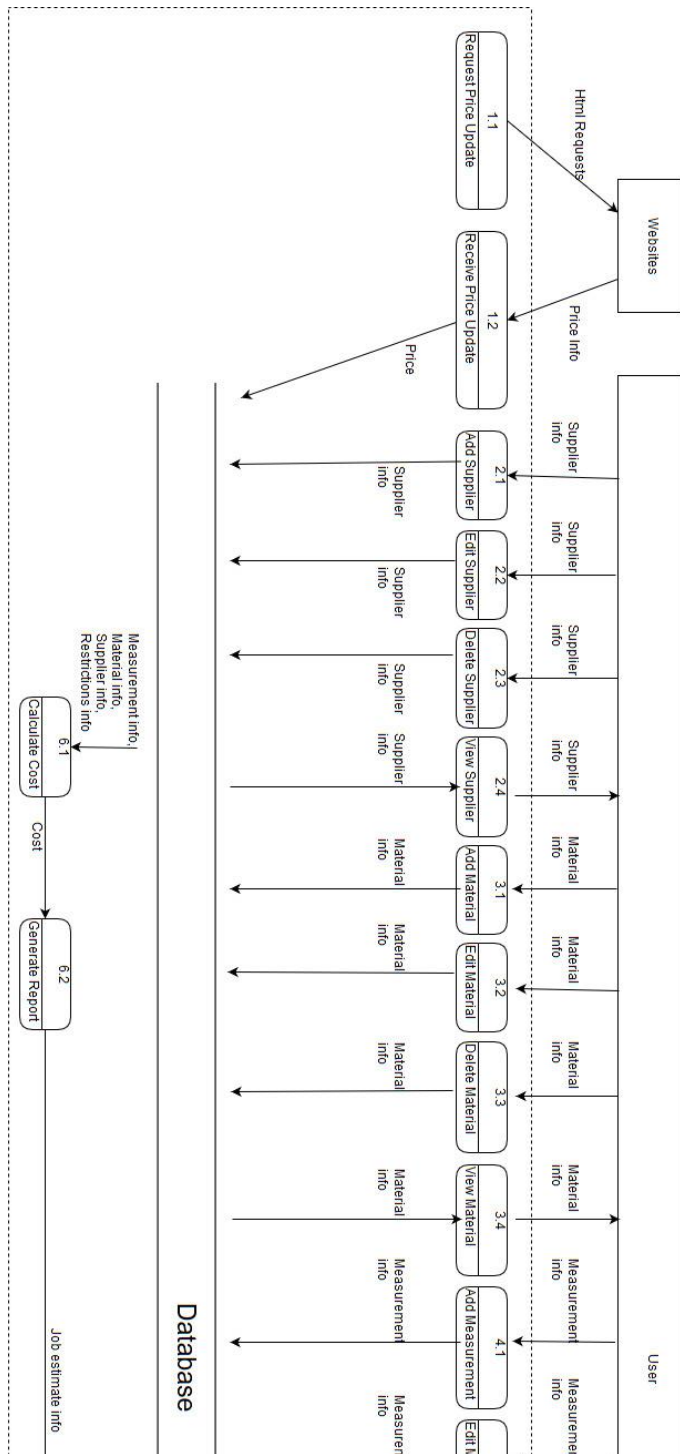 Websites
User
Html Requests
Price Info
Supplier
info
Supplier
info
Supplier
info
Supplier
info
Material
info
Material
info
Material
info
Material
info
Measurement
info
1.1
Request Price Update
1.2
Receive Price Update
2.1
Add Supplier
2.2
Edit Supplier
2.3
Delete Supplier
2.4
View Supplier
3.1
Add Material
3.2
Edit Material
3.3
Delete Material
3.4
View Material
4.1
Add Measurement
Edit
Price
Supplier
info
Supplier
info
Supplier
info
Supplier
info
Material
info
Material
info
Material
info
Material
info
Measurement
info
Database
Measurement info,
Material info,
Supplier info,
Restrictions info
6.1
Calculate Cost
Cost
6.2
Generate Report
Job estimate info